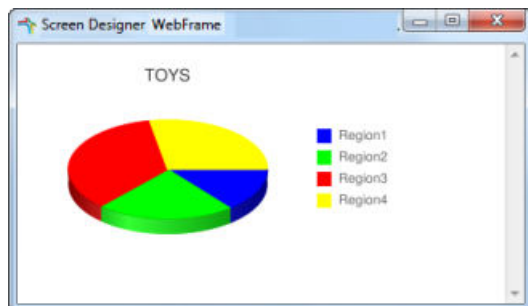 Screen Designer WebFrame
TOYS
Region1
Region2
Region3
Region4